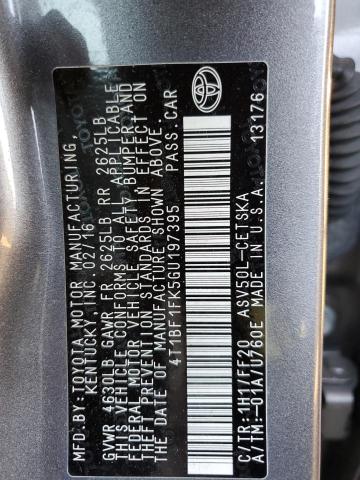 MFD. BY: TOYOTA MOTOR MANUFACTURING,
KENTUCKY, INC. 02/16
GVWR 4630LB GAWR FR 2625LB RR 2625LB
THIS VEHICLE CONFORMS TO ALL APPLICABLE
FEDERAL MOTOR VEHICLE SAFETY, BUMPER AND
THEFT PREVENTION STANDARDS IN EFFECT ON
THE DATE OF MANUFACTURE SHOWN ABOVE.
4T1BF1FK5GU197395 PASS. CAR
C/TR:1H1/FF20 ASV50L-CETSKA
A/TM:-01A/U760E MADE IN U.S.A. 13176